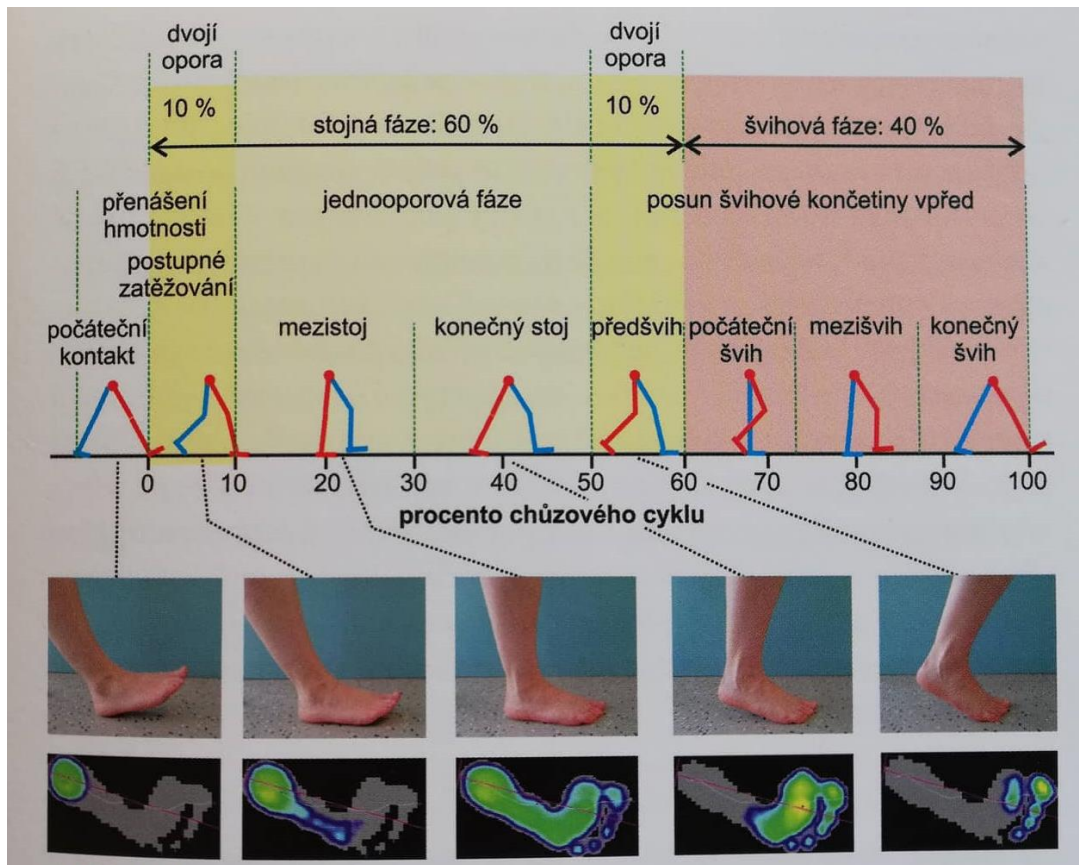 dvojí
opora
dvojí
opora
10 %
10 %
stojná fáze: 60 %
švihová fáze: 40 %
přenášení
hmotnosti
jednooporová fáze
posun švihové končetiny vpřed
postupné
zatěžování
počáteční
kontakt
mezistoj
konečný stoj
předšvih
počáteční
švih
mezišvih
konečný
švih
0 10 20 30 40 50 60 70 80 90 100
procento chůzového cyklu